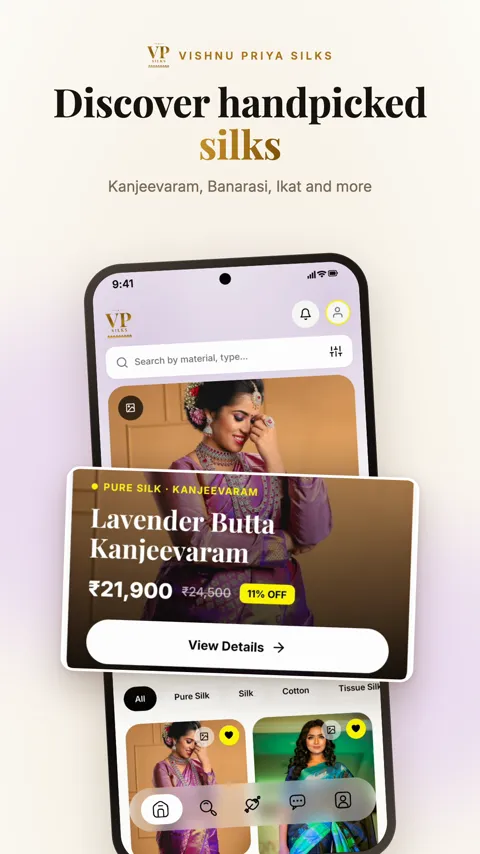 VP
SILKS
VISHNU PRIYA SILKS
Discover handpicked
silks
Kanjeevaram, Banarasi, Ikat and more
9:41
VP
SILKS
Search by material, type...
PURE SILK · KANJEEVARAM
Lavender Butta
Kanjeevaram
₹21,900 ₹24,500 11% OFF
View Details →
All Pure Silk Silk Cotton Tissue Silk